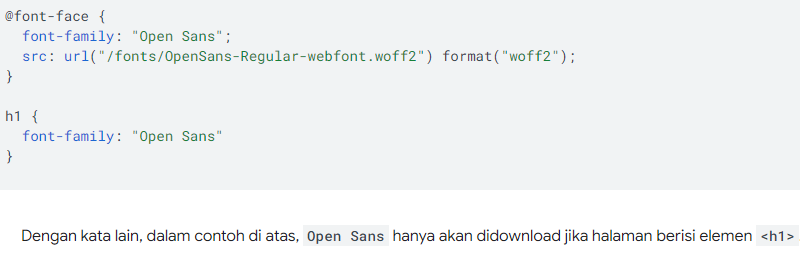 @font-face {
  font-family: "Open Sans";
  src: url("/fonts/OpenSans-Regular-webfont.woff2") format("woff2");
}
h1 {
  font-family: "Open Sans"
}
Dengan kata lain, dalam contoh di atas, Open Sans hanya akan didownload jika halaman berisi elemen <h1>